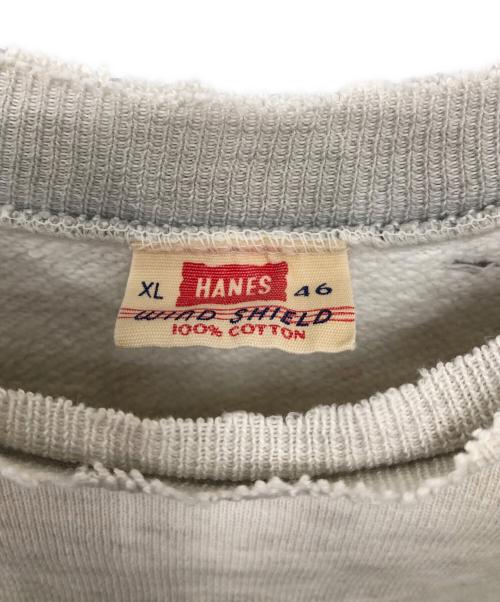 XL HANES 46
WIND SHIELD
100% COTTON